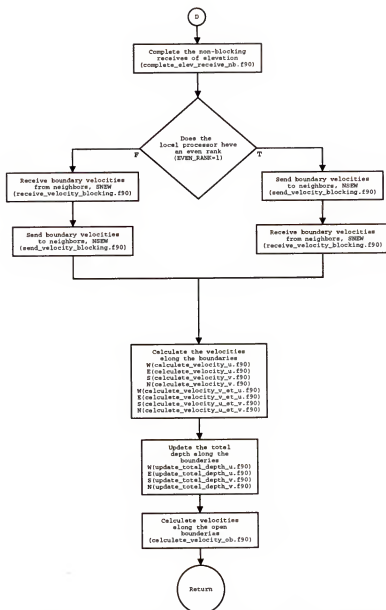 D
Complete the non-blocking
receives of elevation
(complete_elev_receive_nb.f90)
Does the
local processor have
an even rank
(EVEN_RANK=1)
F
T
Receive boundary velocities
from neighbors, SNEW
(receive_velocity_blocking.f90)
Send boundary velocities
to neighbors, NSEW
(send_velocity_blocking.f90)
Send boundary velocities
to neighbors, NSEW
(send_velocity_blocking.f90)
Receive boundary velocities
from neighbors, SNEW
(receive_velocity_blocking.f90)
Calculate the velocities
along the boundaries
W(calculate_velocity_u.f90)
E(calculate_velocity_u.f90)
S(calculate_velocity_v.f90)
N(calculate_velocity_v.f90)
W(calculate_velocity_v_et_u.f90)
E(calculate_velocity_v_et_u.f90)
S(calculate_velocity_u_et_v.f90)
N(calculate_velocity_u_et_v.f90)
Update the total
depth along the
boundaries
W(update_total_depth_u.f90)
E(update_total_depth_u.f90)
S(update_total_depth_v.f90)
N(update_total_depth_v.f90)
Calculate velocities
along the open
boundaries
(calculate_velocity_ob.f90)
Return